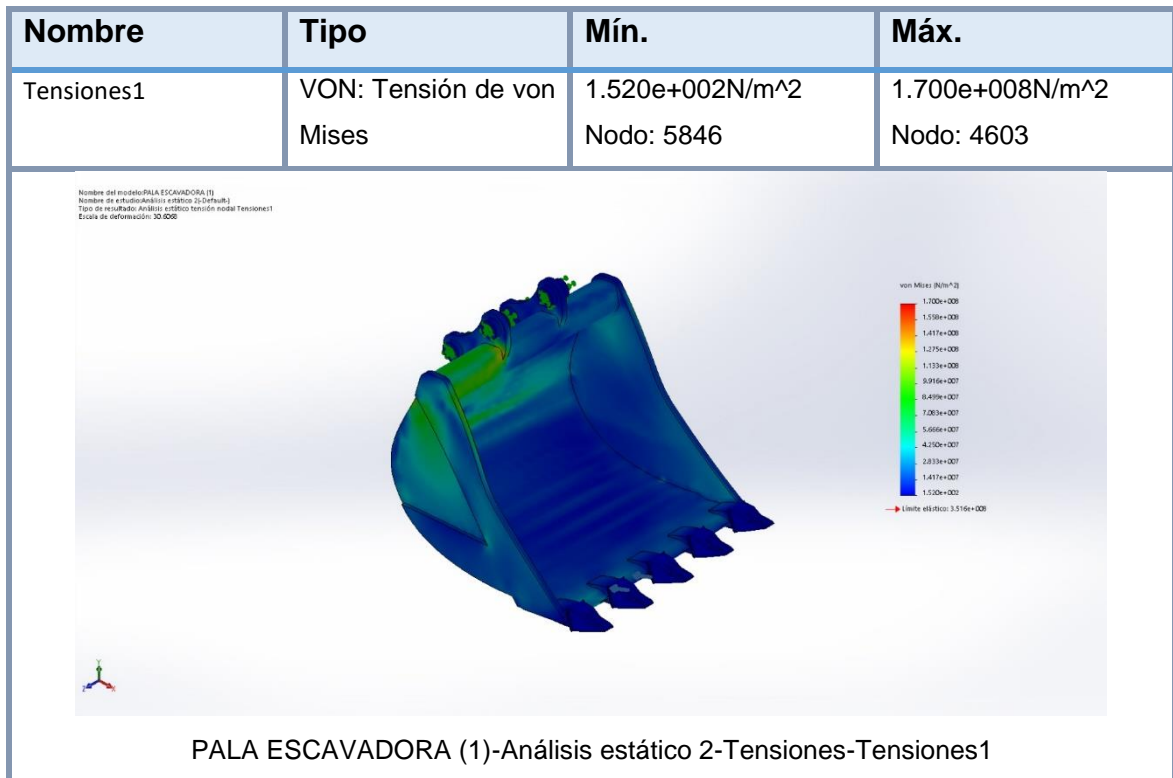 Nombre Tipo Mín. Máx.
Tensiones1 VON: Tensión de von Mises 1.520e+002N/m^2 Nodo: 5846 1.700e+008N/m^2 Nodo: 4603
Nombre del modelo:PALA ESCAVADORA (1)
Nombre de estudio:Análisis estático 2(-Default-)
Tipo de resultado: Análisis estático tensión nodal Tensiones1
Escala de deformación: 30.6068
von Mises (N/m^2)
1.700e+008
1.558e+008
1.417e+008
1.275e+008
1.133e+008
9.916e+007
8.499e+007
7.083e+007
5.666e+007
4.250e+007
2.833e+007
1.417e+007
1.520e+002
Límite elástico: 3.516e+008
Y
Z X
PALA ESCAVADORA (1)-Análisis estático 2-Tensiones-Tensiones1